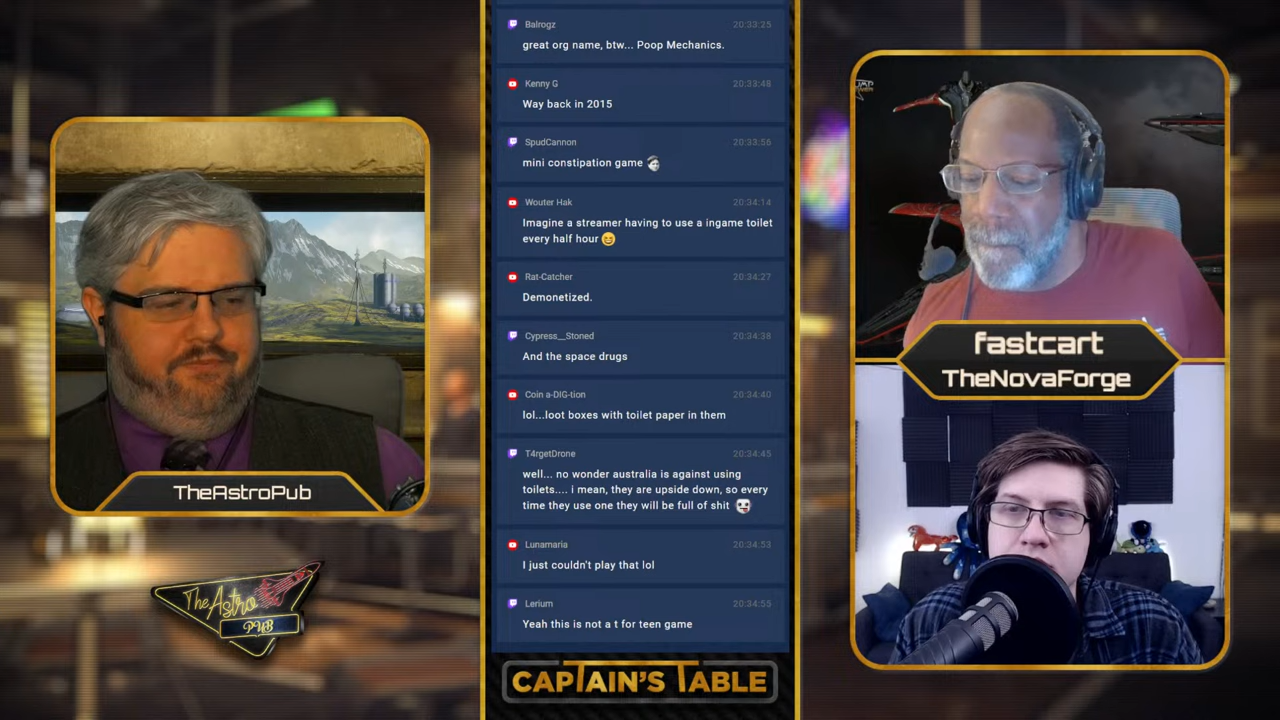 Balrogz 20:33:25
great org name, btw... Poop Mechanics.
Kenny G 20:33:48
Way back in 2015
SpudCannon 20:33:56
mini constipation game
Wouter Hak 20:34:14
Imagine a streamer having to use a ingame toilet
every half hour 😄
Rat-Catcher 20:34:27
Demonetized.
Cypress__Stoned 20:34:38
And the space drugs
Coin a-DIG-tion 20:34:40
lol...loot boxes with toilet paper in them
T4rgetDrone 20:34:45
well... no wonder australia is against using
toilets.... i mean, they are upside down, so every
time they use one they will be full of shit
Lunamaria 20:34:53
I just couldn't play that lol
Lerium 20:34:55
Yeah this is not a t for teen game
CAPTAIN'S TABLE
TheAstroPub
The Astro
PUB
fastcart
TheNovaForge